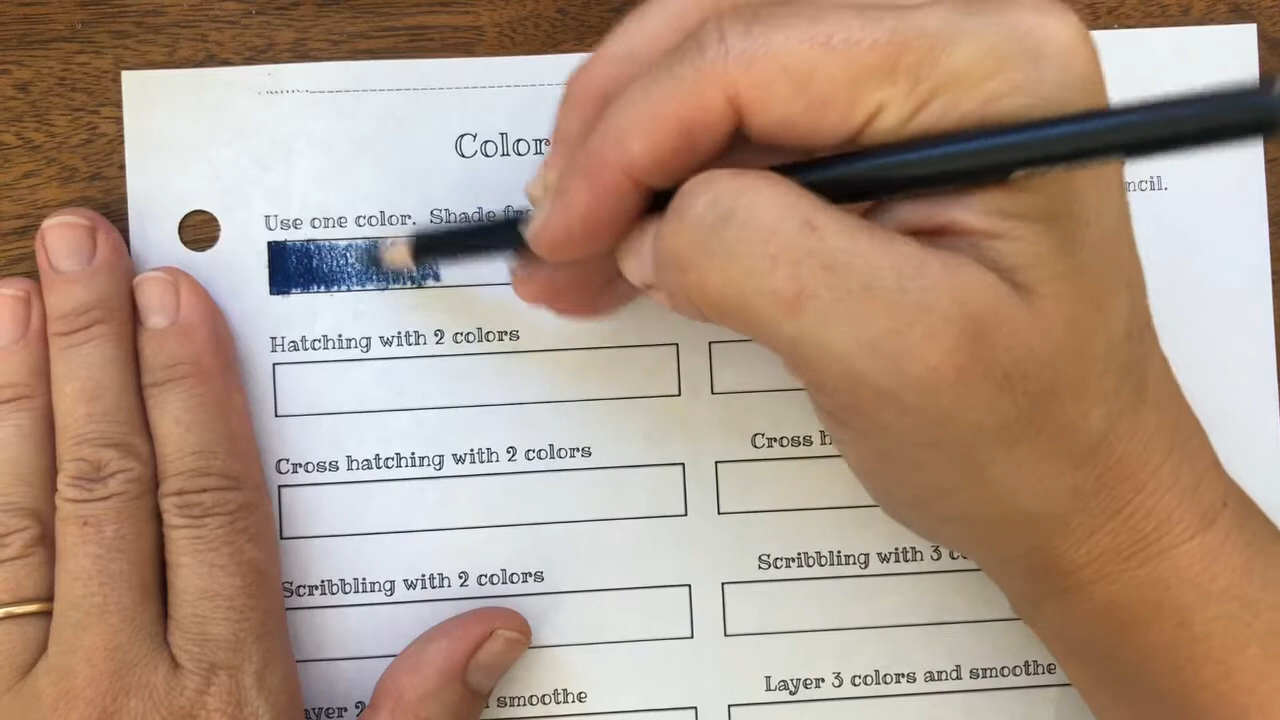 Color
ncil.
Use one color. Shade
Hatching with 2 colors
Cross hatching with 2 colors
Cross h
Scribbling with 2 colors
Scribbling with 3
Layer 3 colors and smoothe
smoothe